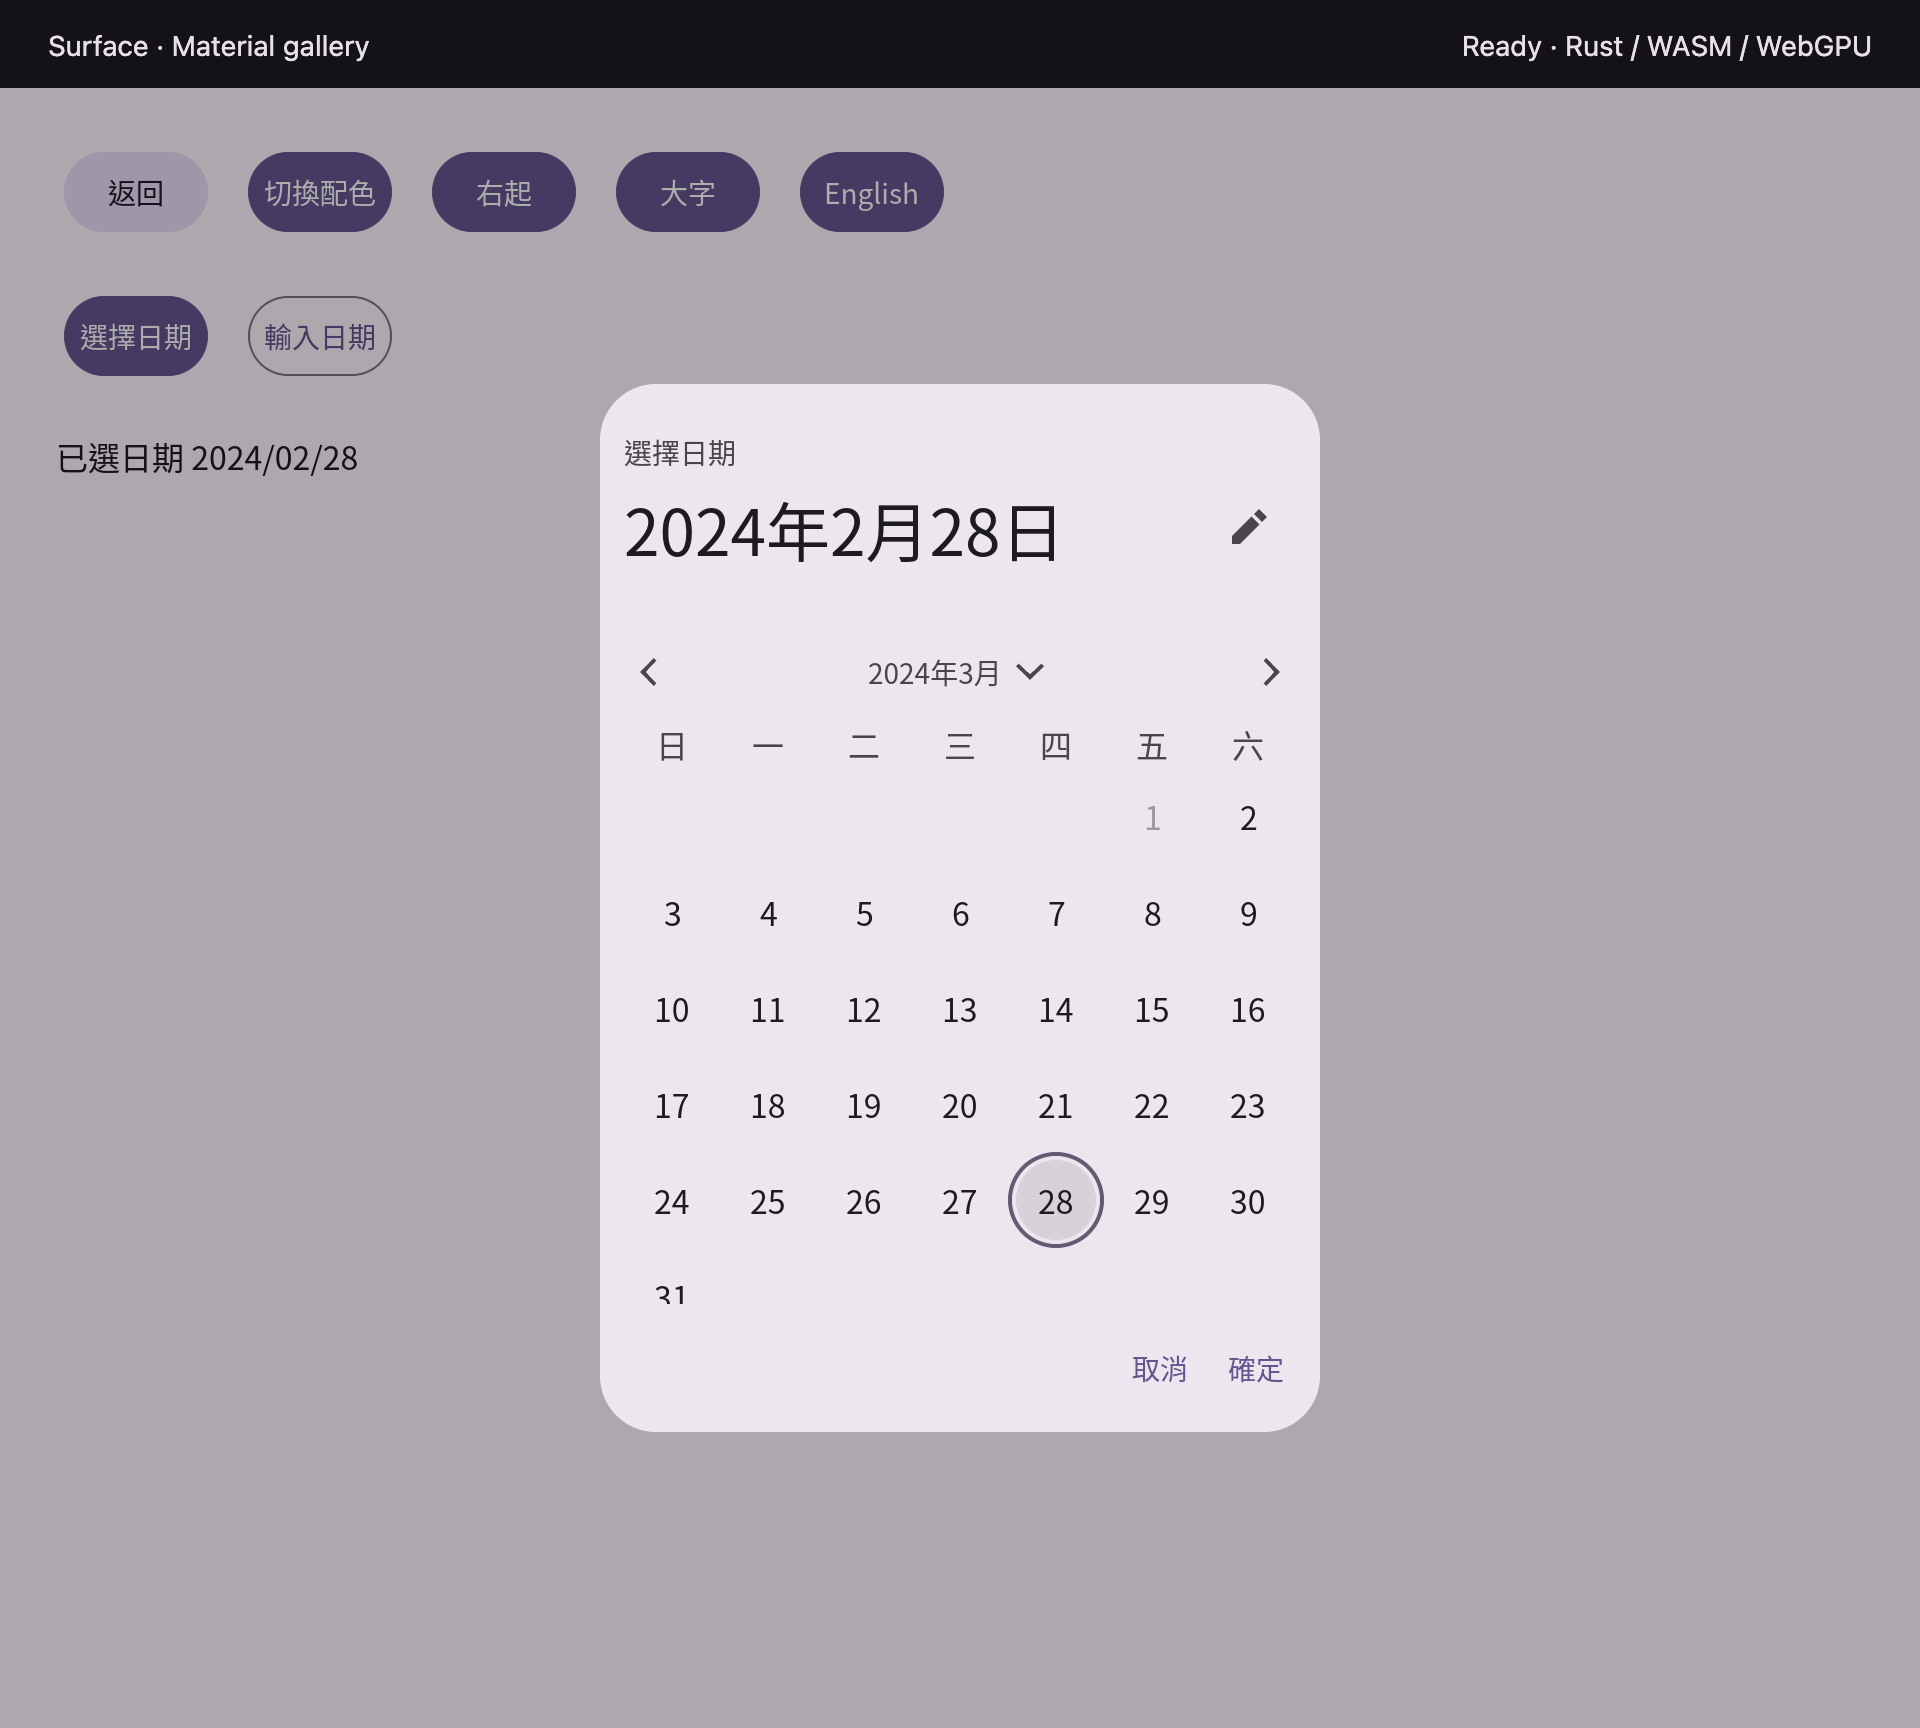 Surface · Material gallery
Ready · Rust / WASM / WebGPU
返回 切換配色 右起 大字 English
選擇日期 輸入日期
已選日期 2024/02/28
選擇日期
2024年2月28日
2024年3月
日 一 二 三 四 五 六
1 2
3 4 5 6 7 8 9
10 11 12 13 14 15 16
17 18 19 20 21 22 23
24 25 26 27 28 29 30
31
取消 確定